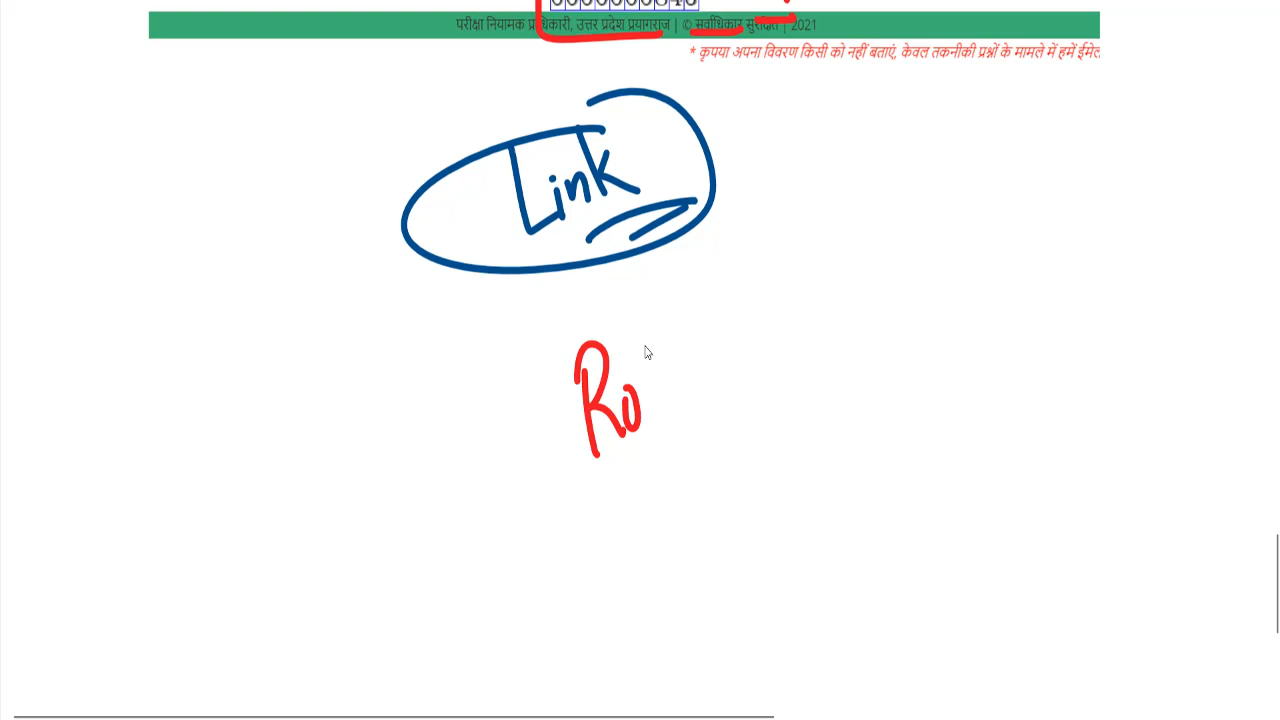 परीक्षा नियामक प्राधिकारी, उत्तर प्रदेश प्रयागराज | © सर्वाधिकार सुरक्षित | 2021
* कृपया अपना विवरण किसी को नहीं बताएं, केवल तकनीकी प्रश्नों के मामले में हमें ईमेल
Link
Ro